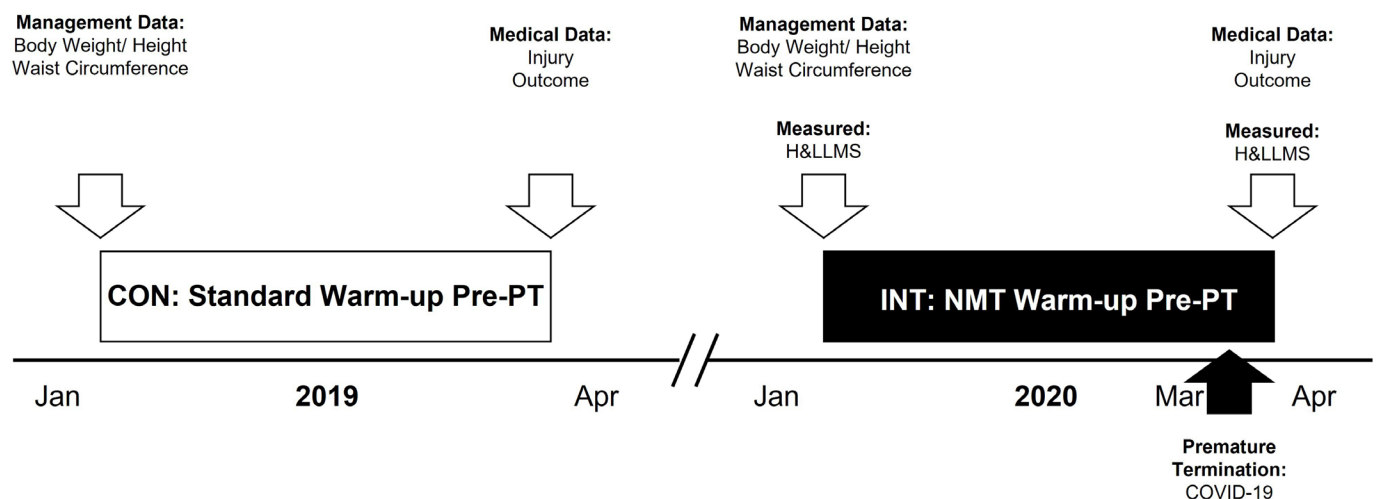 Management Data:
Body Weight/ Height
Waist Circumference
Medical Data:
Injury
Outcome
Management Data:
Body Weight/ Height
Waist Circumference
Measured:
H&LLMS
Medical Data:
Injury
Outcome
Measured:
H&LLMS
CON: Standard Warm-up Pre-PT
INT: NMT Warm-up Pre-PT
Jan
2019
Apr
Jan
2020
Mar
Apr
Premature
Termination:
COVID-19